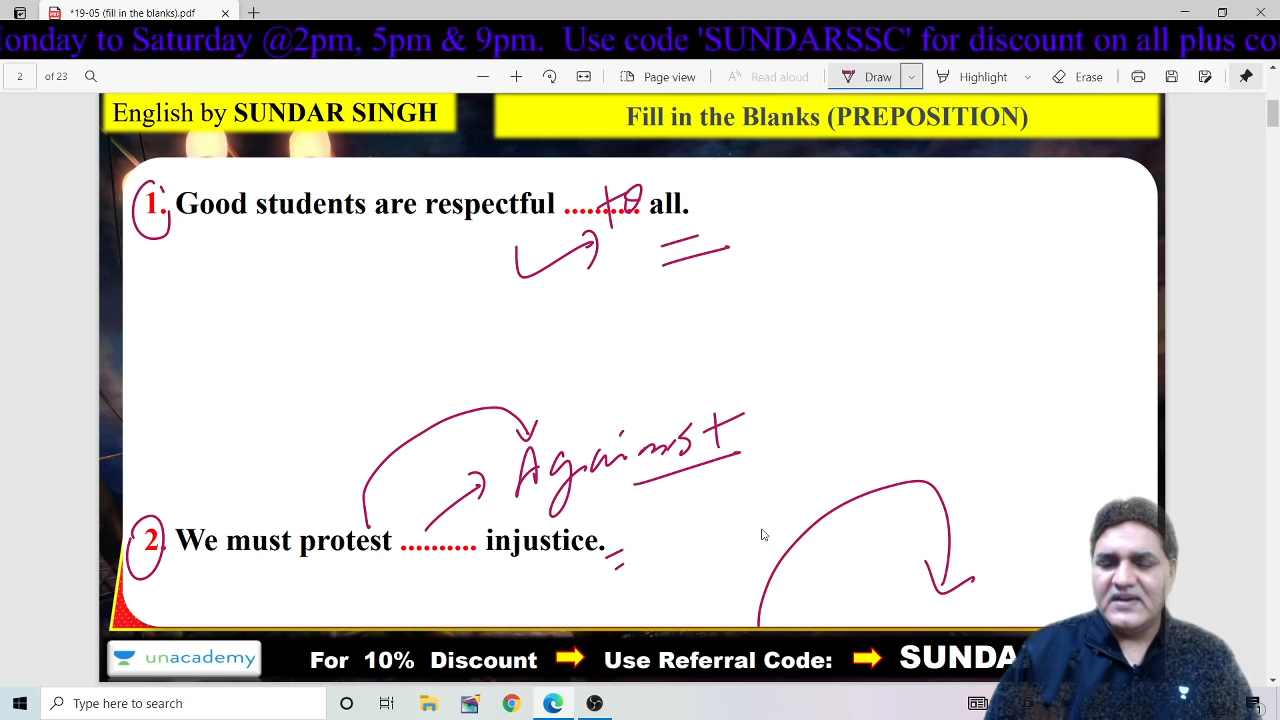 *19-05 (fill in the blanks).pdf
Monday to Saturday @2pm, 5pm & 9pm. Use code 'SUNDARSSC' for discount on all plus
2 of 23 Page view Read aloud Draw Highlight Erase
English by SUNDAR SINGH
Fill in the Blanks (PREPOSITION)
1. Good students are respectful .......... all.
to
Against
2. We must protest .......... injustice.
unacademy
For 10% Discount Use Referral Code: SUNDA
Type here to search